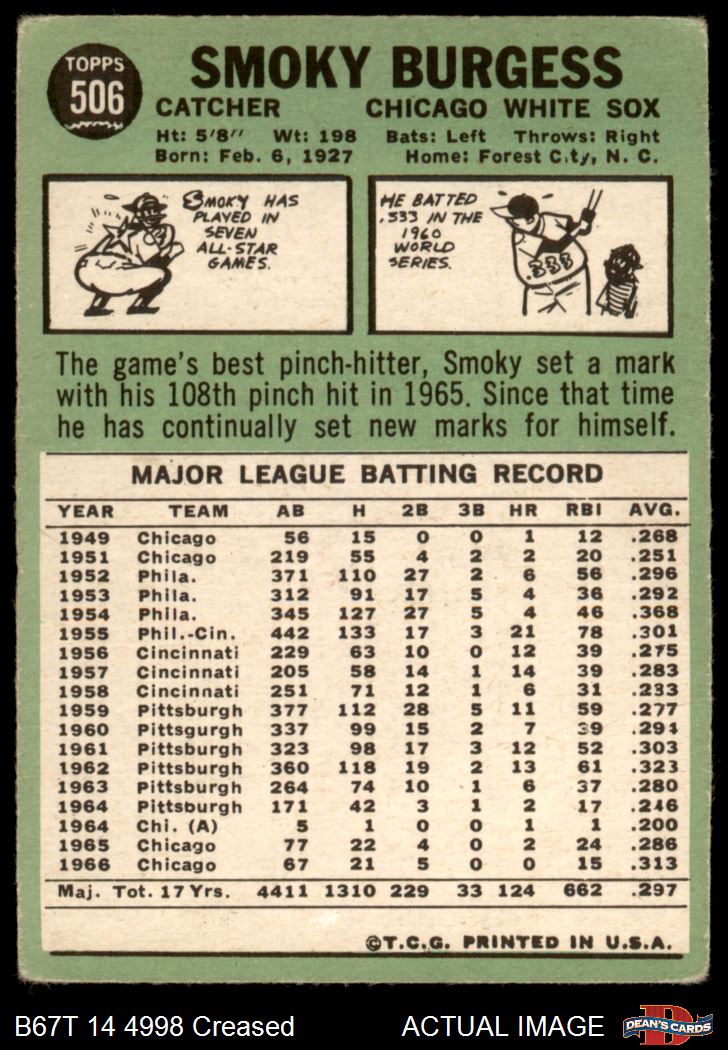 TOPPS
506
SMOKY BURGESS
CATCHER CHICAGO WHITE SOX
Ht: 5'8" Wt: 198 Bats: Left Throws: Right
Born: Feb. 6, 1927 Home: Forest City, N. C.
SMOKY HAS
PLAYED IN
SEVEN
ALL-STAR
GAMES.
HE BATTED
.333 IN THE
1960
WORLD
SERIES.
.333
The game's best pinch-hitter, Smoky set a mark
with his 108th pinch hit in 1965. Since that time
he has continually set new marks for himself.
MAJOR LEAGUE BATTING RECORD
YEAR TEAM AB H 2B 3B HR RBI AVG.
1949 Chicago 56 15 0 0 1 12 .268
1951 Chicago 219 55 4 2 2 20 .251
1952 Phila. 371 110 27 2 6 56 .296
1953 Phila. 312 91 17 5 4 36 .292
1954 Phila. 345 127 27 5 4 46 .368
1955 Phil.-Cin. 442 133 17 3 21 78 .301
1956 Cincinnati 229 63 10 0 12 39 .275
1957 Cincinnati 205 58 14 1 14 39 .283
1958 Cincinnati 251 71 12 1 6 31 .233
1959 Pittsburgh 377 112 28 5 11 59 .277
1960 Pittsgurgh 337 99 15 2 7 39 .294
1961 Pittsburgh 323 98 17 3 12 52 .303
1962 Pittsburgh 360 118 19 2 13 61 .323
1963 Pittsburgh 264 74 10 1 6 37 .280
1964 Pittsburgh 171 42 3 1 2 17 .246
1964 Chi. (A) 5 1 0 0 1 1 .200
1965 Chicago 77 22 4 0 2 24 .286
1966 Chicago 67 21 5 0 0 15 .313
Maj. Tot. 17 Yrs. 4411 1310 229 33 124 662 .297
©T.C.G. PRINTED IN U.S.A.
B67T 14 4998 Creased ACTUAL IMAGE
DEAN'S CARDS